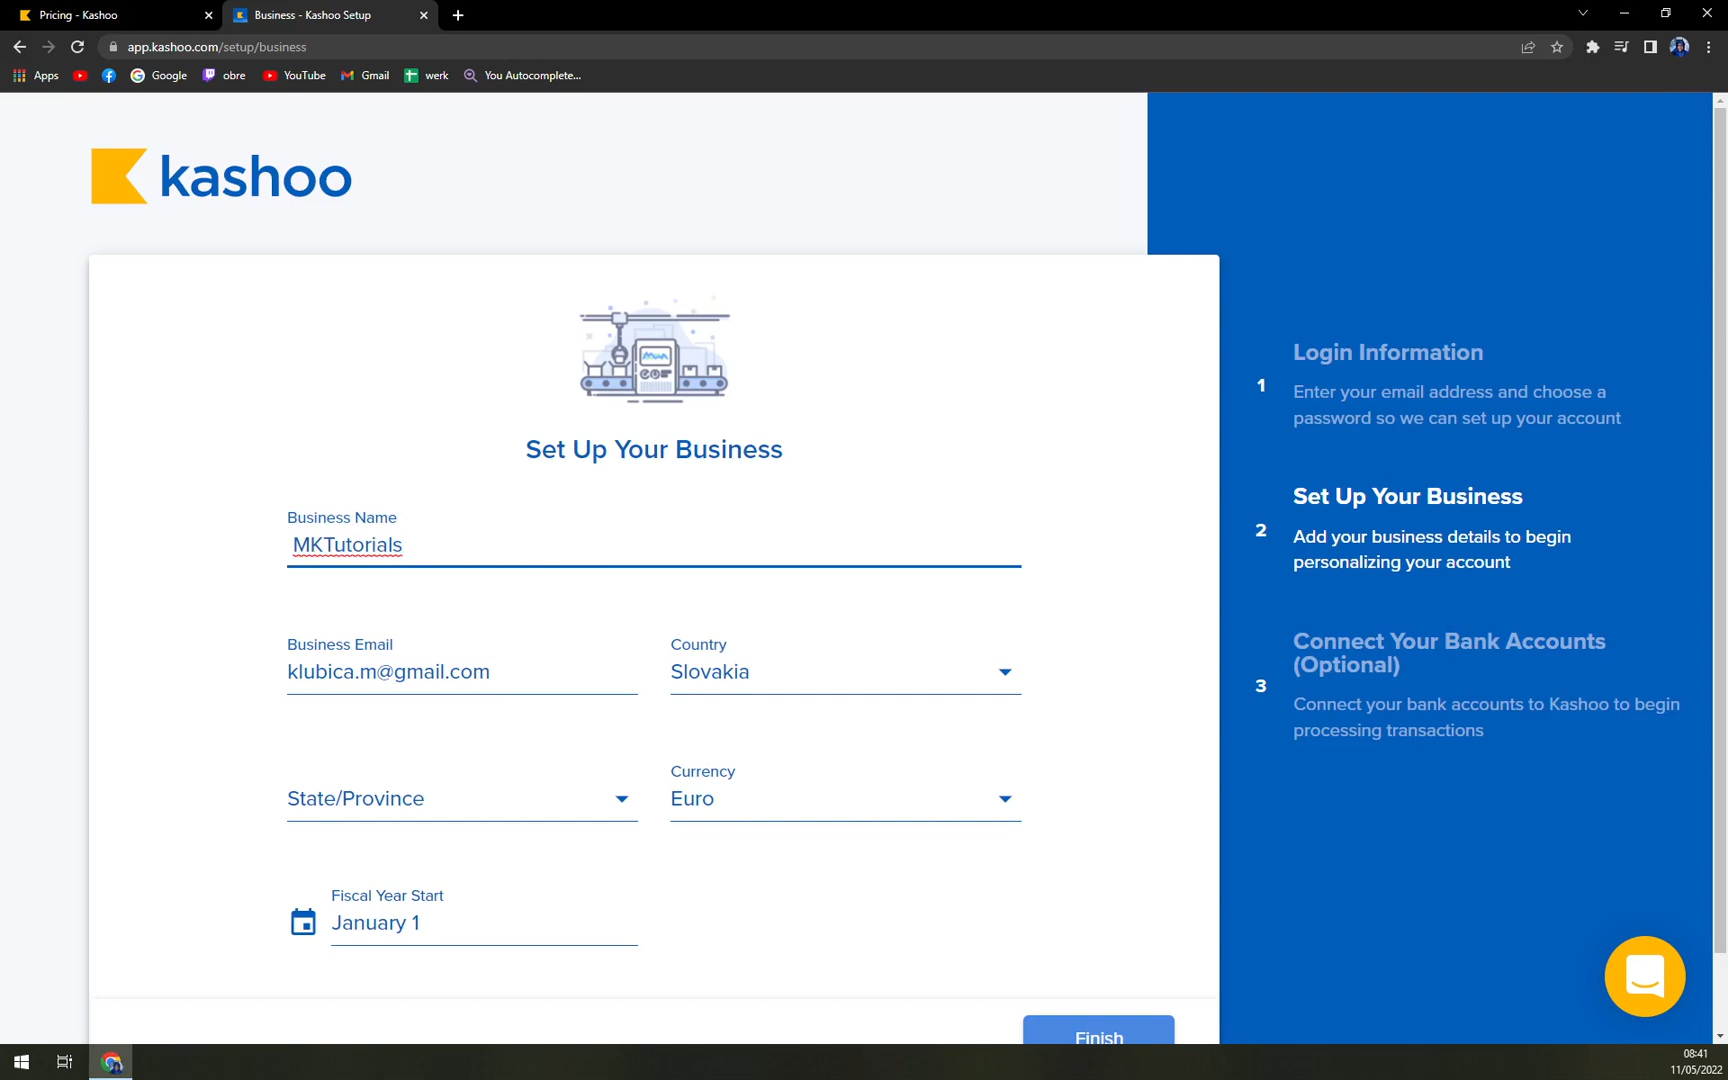 Pricing - Kashoo
Business - Kashoo Setup
app.kashoo.com/setup/business
Apps
Google
obre
YouTube
Gmail
werk
You Autocomplete...
kashoo
Set Up Your Business
Business Name
MKTutorials
Business Email
klubica.m@gmail.com
Country
Slovakia
State/Province
Currency
Euro
Fiscal Year Start
January 1
Finish
Login Information
1
Enter your email address and choose a
password so we can set up your account
Set Up Your Business
2
Add your business details to begin
personalizing your account
Connect Your Bank Accounts
(Optional)
3
Connect your bank accounts to Kashoo to begin
processing transactions
08:41
11/05/2022